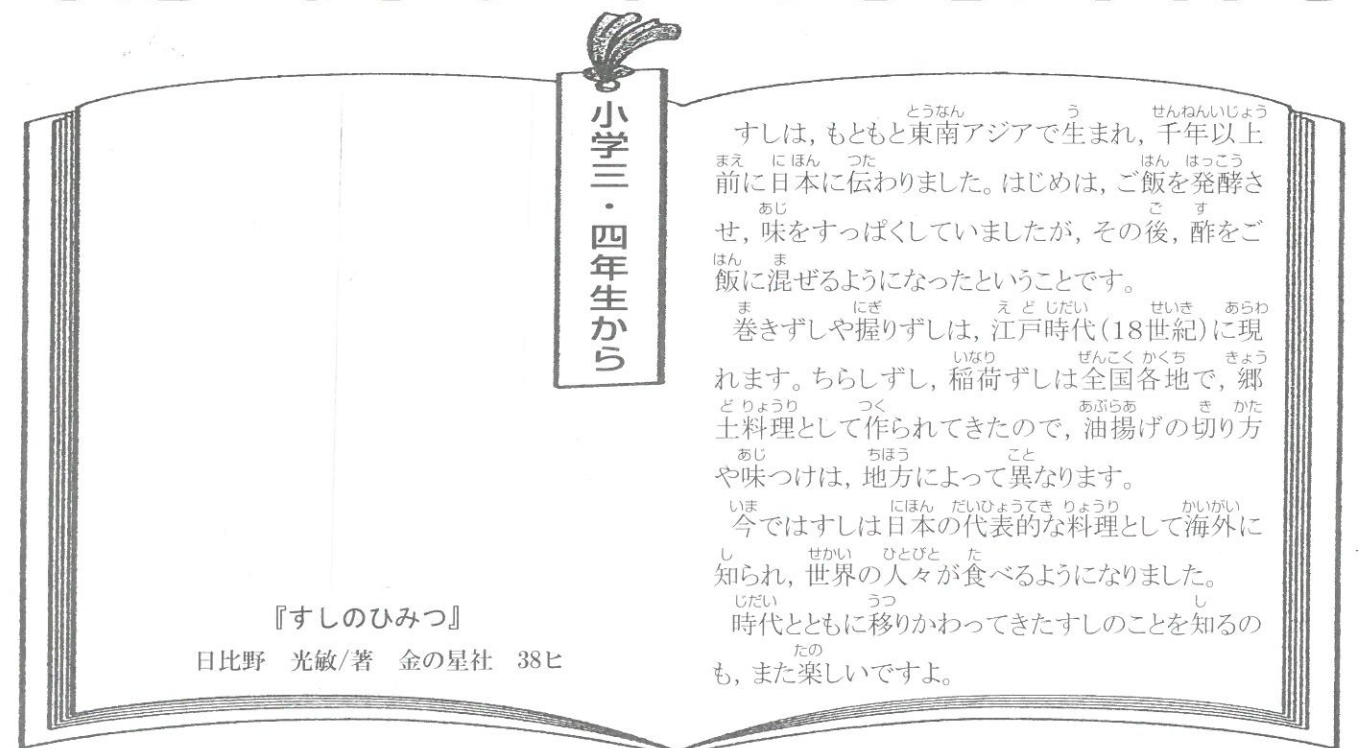 小学三・四年生から
『すしのひみつ』
日比野 光敏/著 金の星社 38ヒ
すしは,もともと東南アジアで生まれ,千年以上
前に日本に伝わりました。はじめは,ご飯を発酵さ
せ,味をすっぱくしていましたが,その後,酢をご
飯に混ぜるようになったということです。
巻きずしや握りずしは,江戸時代(18世紀)に現
れます。ちらしずし,稲荷ずしは全国各地で,郷
土料理として作られてきたので,油揚げの切り方
や味つけは,地方によって異なります。
今ではすしは日本の代表的な料理として海外に
知られ,世界の人々が食べるようになりました。
時代とともに移りかわってきたすしのことを知るの
も,また楽しいですよ。